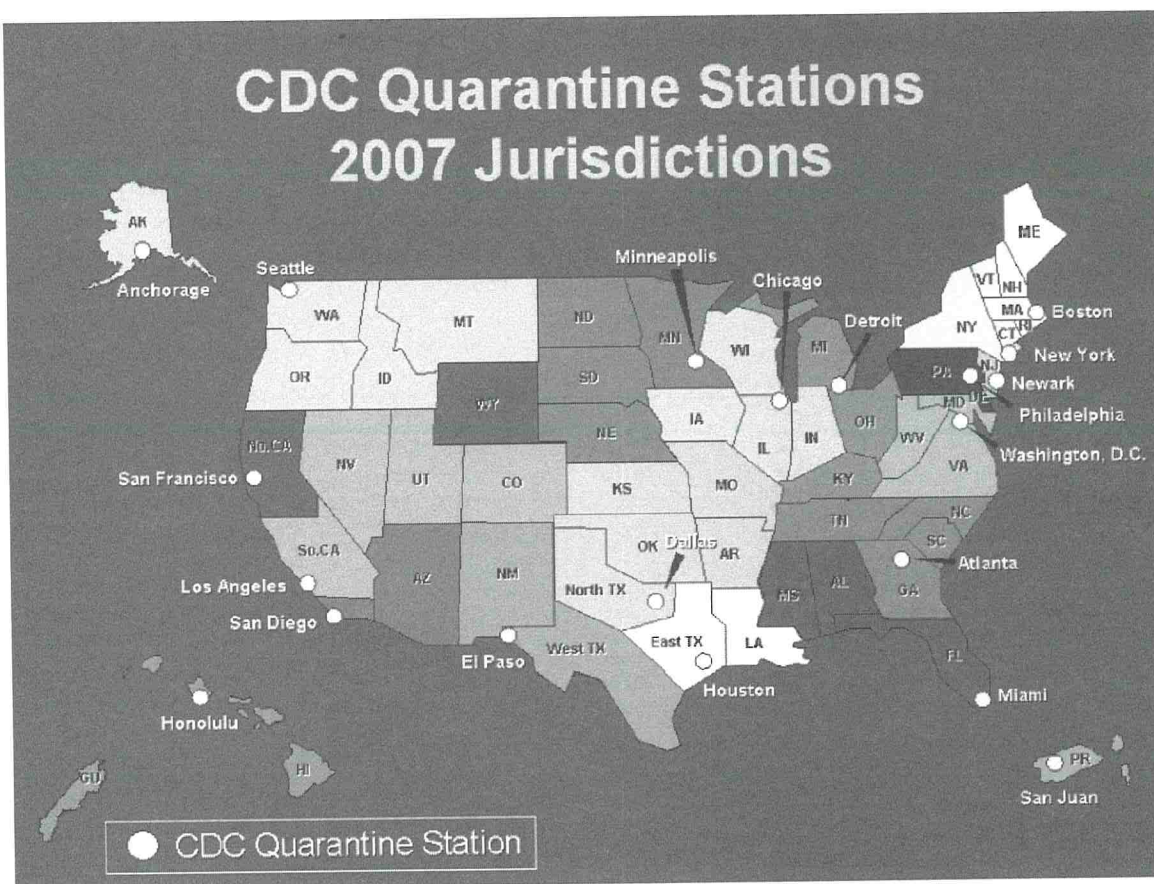 CDC Quarantine Stations
2007 Jurisdictions
AK
Anchorage
Seattle
Minneapolis
Chicago
Detroit
ME
VT
NH
MA
RI
CT
Boston
NY
New York
WA
MT
ND
MN
WI
MI
OR
ID
SD
WY
PA
NJ
Newark
Philadelphia
DE
MD
Washington, D.C.
No.CA
NV
UT
CO
NE
IA
IL
IN
OH
WV
VA
San Francisco
KS
MO
KY
So.CA
AZ
NM
OK
Dallas
AR
TN
NC
SC
Atlanta
Los Angeles
San Diego
North TX
MS
AL
GA
El Paso
West TX
East TX
LA
FL
Houston
Miami
Honolulu
GU
HI
PR
San Juan
CDC Quarantine Station